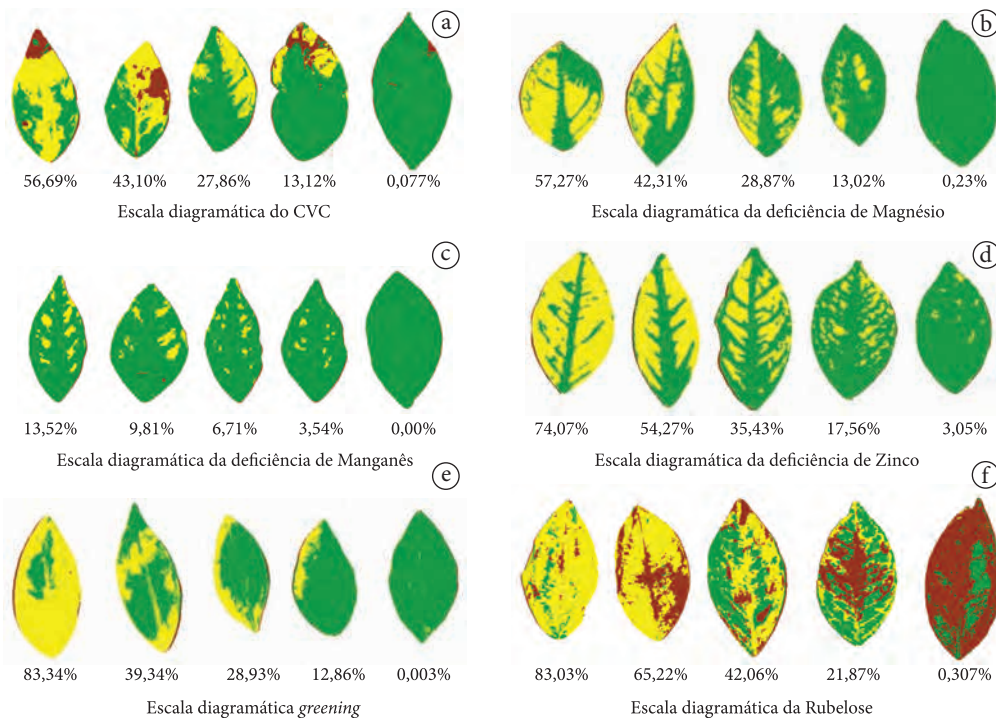 a
56,69% 43,10% 27,86% 13,12% 0,077%
Escala diagramática do CVC
b
57,27% 42,31% 28,87% 13,02% 0,23%
Escala diagramática da deficiência de Magnésio
c
13,52% 9,81% 6,71% 3,54% 0,00%
Escala diagramática da deficiência de Manganês
d
74,07% 54,27% 35,43% 17,56% 3,05%
Escala diagramática da deficiência de Zinco
e
83,34% 39,34% 28,93% 12,86% 0,003%
Escala diagramática greening
f
83,03% 65,22% 42,06% 21,87% 0,307%
Escala diagramática da Rubelose